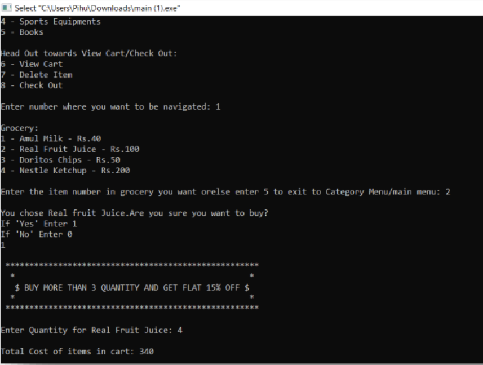 Select "C:\Users\Pihu\Downloads\main (1).exe"
4 - Sports Equipments
5 - Books
Head Out towards View Cart/Check Out:
6 - View Cart
7 - Delete Item
8 - Check Out
Enter number where you want to be navigated: 1
Grocery:
1 - Amul Milk - Rs.40
2 - Real Fruit Juice - Rs.100
3 - Doritos Chips - Rs.50
4 - Nestle Ketchup - Rs.200
Enter the item number in grocery you want orelse enter 5 to exit to Category Menu/main menu: 2
You chose Real fruit Juice.Are you sure you want to buy?
If 'Yes' Enter 1
If 'No' Enter 0
1
****************************************************
* *
$ BUY MORE THAN 3 QUANTITY AND GET FLAT 15% OFF $
* *
****************************************************
Enter Quantity for Real Fruit Juice: 4
Total Cost of items in cart: 340